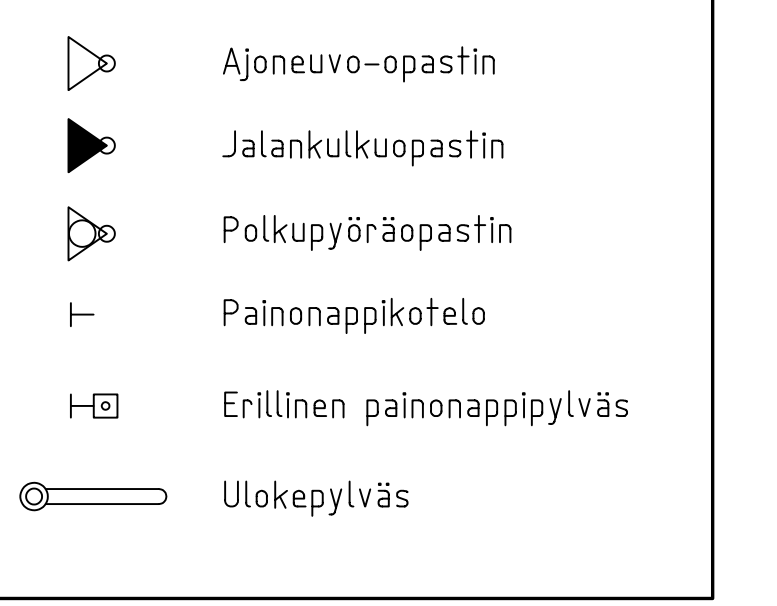 Ajoneuvo-opastin
Jalankulkuopastin
Polkupyöräopastin
Painonappikotelo
Erillinen painonappipylväs
Ulokepylväs